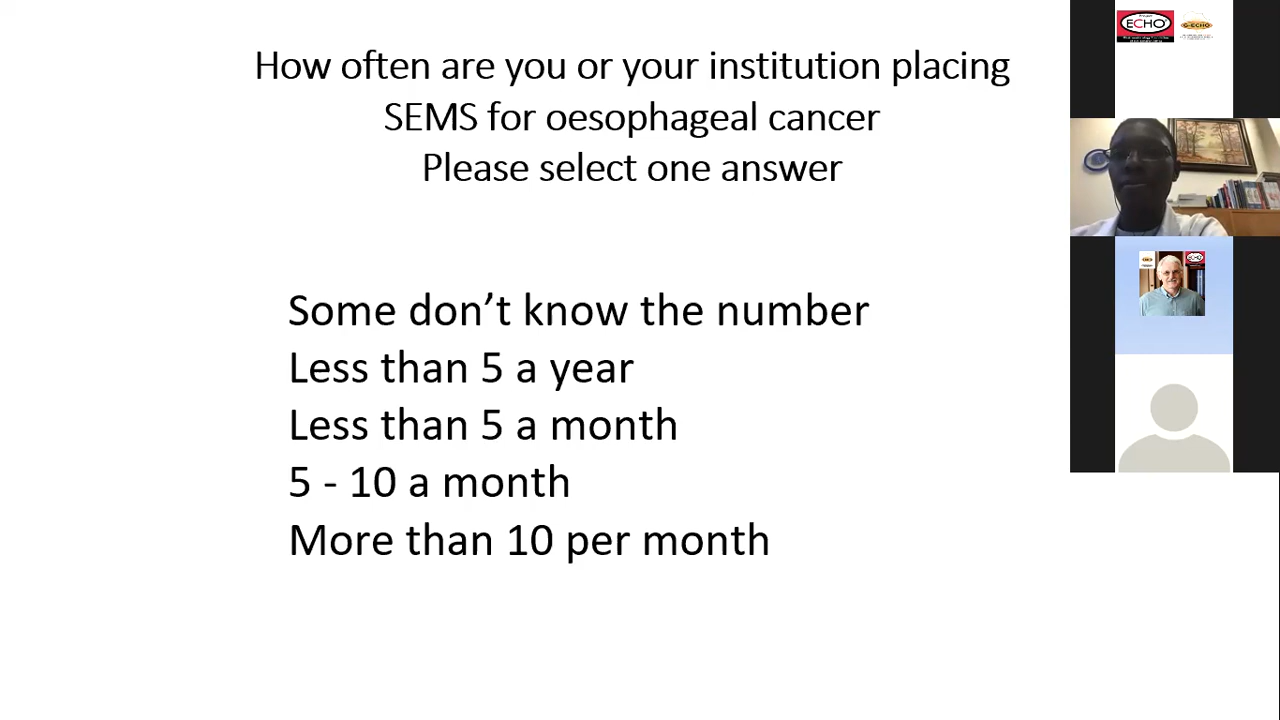 How often are you or your institution placing
SEMS for oesophageal cancer
Please select one answer
Some don't know the number
Less than 5 a year
Less than 5 a month
5 - 10 a month
More than 10 per month
ECHO
G-ECHO
ECHO